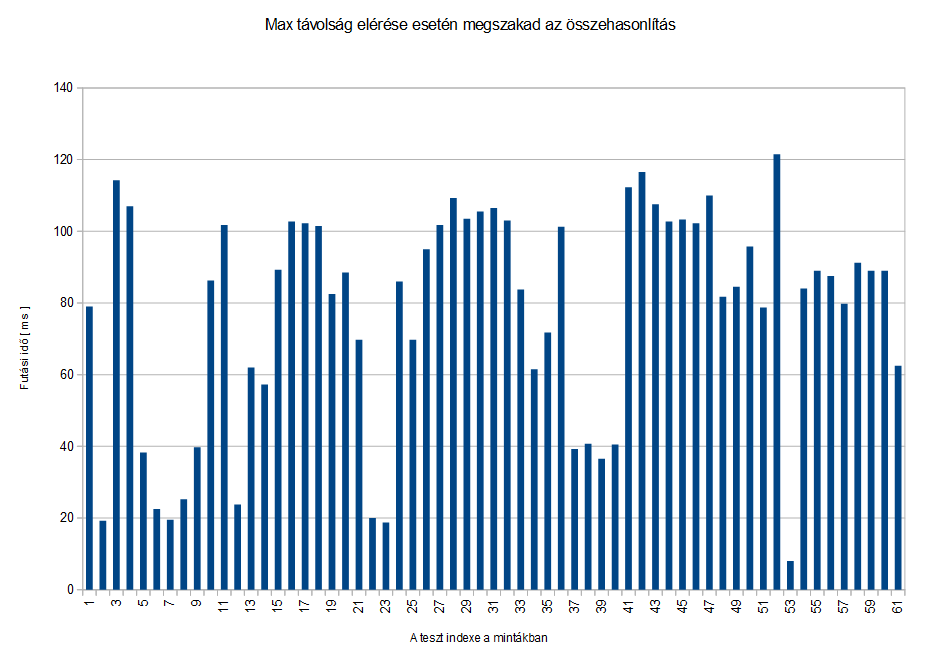 Max távolság elérése esetén megszakad az összehasonlítás
140
120
100
80
60
40
20
0
Futási idő [ms]
1 3 5 7 9 11 13 15 17 19 21 23 25 27 29 31 33 35 37 39 41 43 45 47 49 51 53 55 57 59 61
A teszt indexe a mintákban